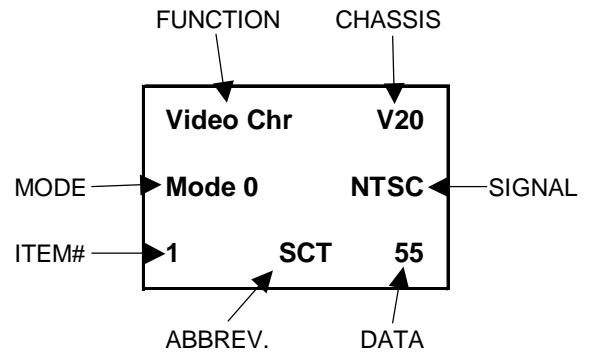 FUNCTION CHASSIS
Video Chr V20
MODE Mode 0 NTSC SIGNAL
ITEM# 1 SCT 55
ABBREV. DATA